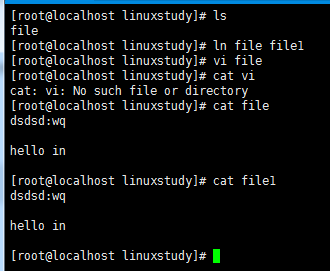 [root@localhost linuxstudy]# ls
file
[root@localhost linuxstudy]# ln file file1
[root@localhost linuxstudy]# vi file
[root@localhost linuxstudy]# cat vi
cat: vi: No such file or directory
[root@localhost linuxstudy]# cat file
dsdsd:wq
hello in
[root@localhost linuxstudy]# cat file1
dsdsd:wq
hello in
[root@localhost linuxstudy]#